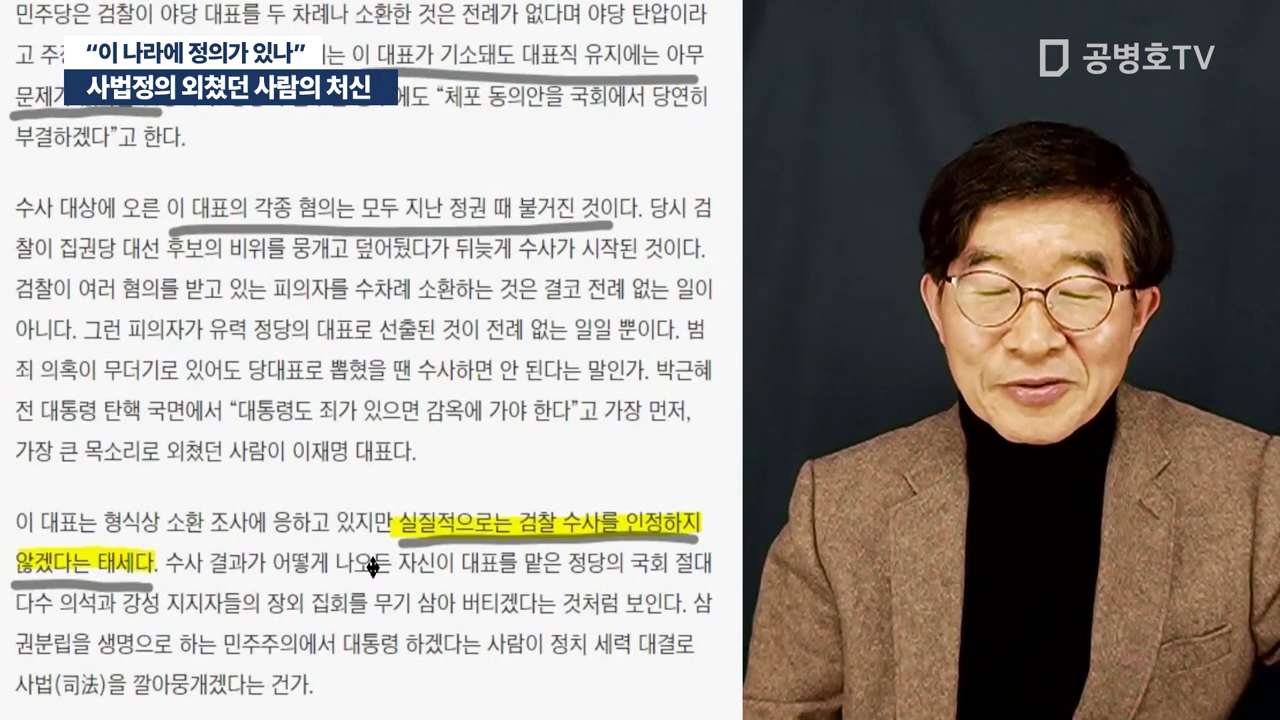 민주당은 검찰이 야당 대표를 두 차례나 소환한 것은 전례가 없다며 야당 탄압이라
고 주 는 이 대표가 기소돼도 대표직 유지에는 아무
문제가 에도 “체포 동의안을 국회에서 당연히
부결하겠다”고 한다.
“이 나라에 정의가 있나”
사법정의 외쳤던 사람의 처신
공병호TV
수사 대상에 오른 이 대표의 각종 혐의는 모두 지난 정권 때 불거진 것이다. 당시 검
찰이 집권당 대선 후보의 비위를 뭉개고 덮어뒀다가 뒤늦게 수사가 시작된 것이다.
검찰이 여러 혐의를 받고 있는 피의자를 수차례 소환하는 것은 결코 전례 없는 일이
아니다. 그런 피의자가 유력 정당의 대표로 선출된 것이 전례 없는 일일 뿐이다. 범
죄 의혹이 무더기로 있어도 당대표로 뽑혔을 땐 수사하면 안 된다는 말인가. 박근혜
전 대통령 탄핵 국면에서 “대통령도 죄가 있으면 감옥에 가야 한다”고 가장 먼저,
가장 큰 목소리로 외쳤던 사람이 이재명 대표다.
이 대표는 형식상 소환 조사에 응하고 있지만 실질적으로는 검찰 수사를 인정하지
않겠다는 태세다. 수사 결과가 어떻게 나오든 자신이 대표를 맡은 정당의 국회 절대
다수 의석과 강성 지지자들의 장외 집회를 무기 삼아 버티겠다는 것처럼 보인다. 삼
권분립을 생명으로 하는 민주주의에서 대통령 하겠다는 사람이 정치 세력 대결로
사법(司法)을 깔아뭉개겠다는 건가.